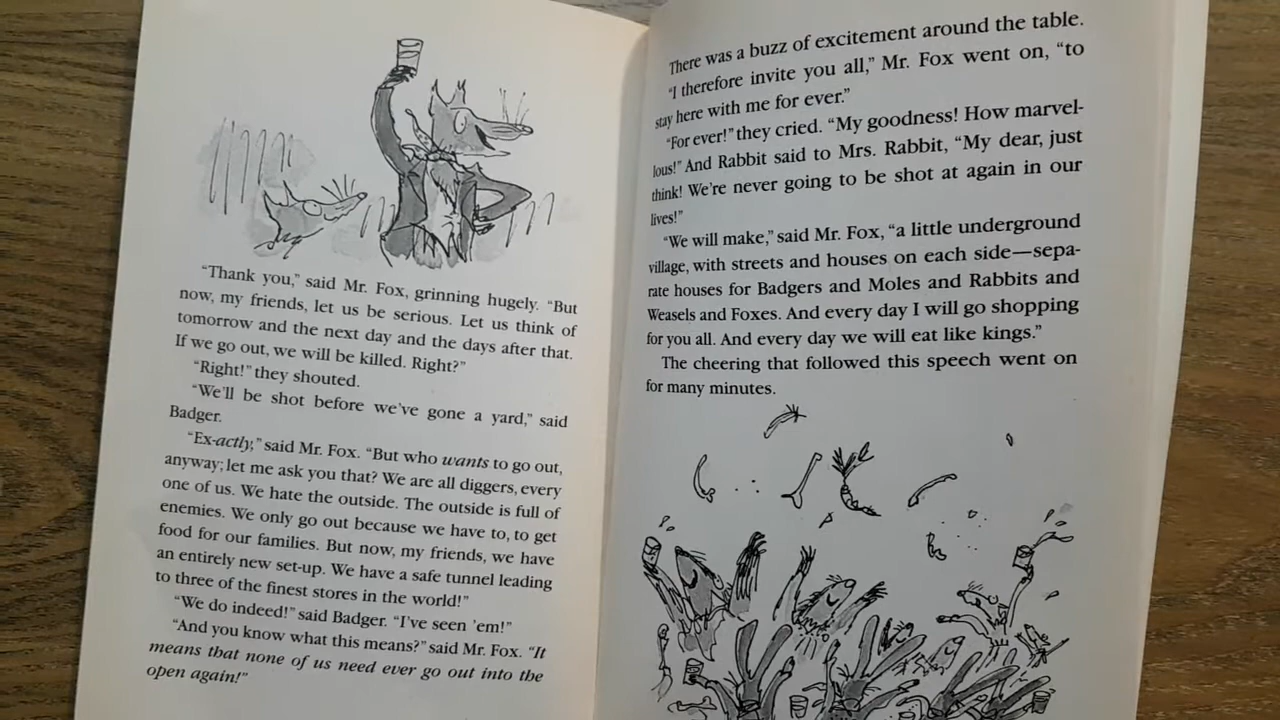 “Thank you,” said Mr. Fox, grinning hugely. “But
now, my friends, let us be serious. Let us think of
tomorrow and the next day and the days after that.
If we go out, we will be killed. Right?”
“Right!” they shouted.
“We’ll be shot before we’ve gone a yard,” said
Badger.
“Ex-actly,” said Mr. Fox. “But who wants to go out,
anyway; let me ask you that? We are all diggers, every
one of us. We hate the outside. The outside is full of
enemies. We only go out because we have to, to get
food for our families. But now, my friends, we have
an entirely new set-up. We have a safe tunnel leading
to three of the finest stores in the world!”
“We do indeed!” said Badger. “I’ve seen ’em!”
“And you know what this means?” said Mr. Fox. “It
means that none of us need ever go out into the
open again!”
There was a buzz of excitement around the table.
“I therefore invite you all,” Mr. Fox went on, “to
stay here with me for ever.”
“For ever!” they cried. “My goodness! How marvel-
lous!” And Rabbit said to Mrs. Rabbit, “My dear, just
think! We’re never going to be shot at again in our
lives!”
“We will make,” said Mr. Fox, “a little underground
village, with streets and houses on each side—sepa-
rate houses for Badgers and Moles and Rabbits and
Weasels and Foxes. And every day I will go shopping
for you all. And every day we will eat like kings.”
The cheering that followed this speech went on
for many minutes.